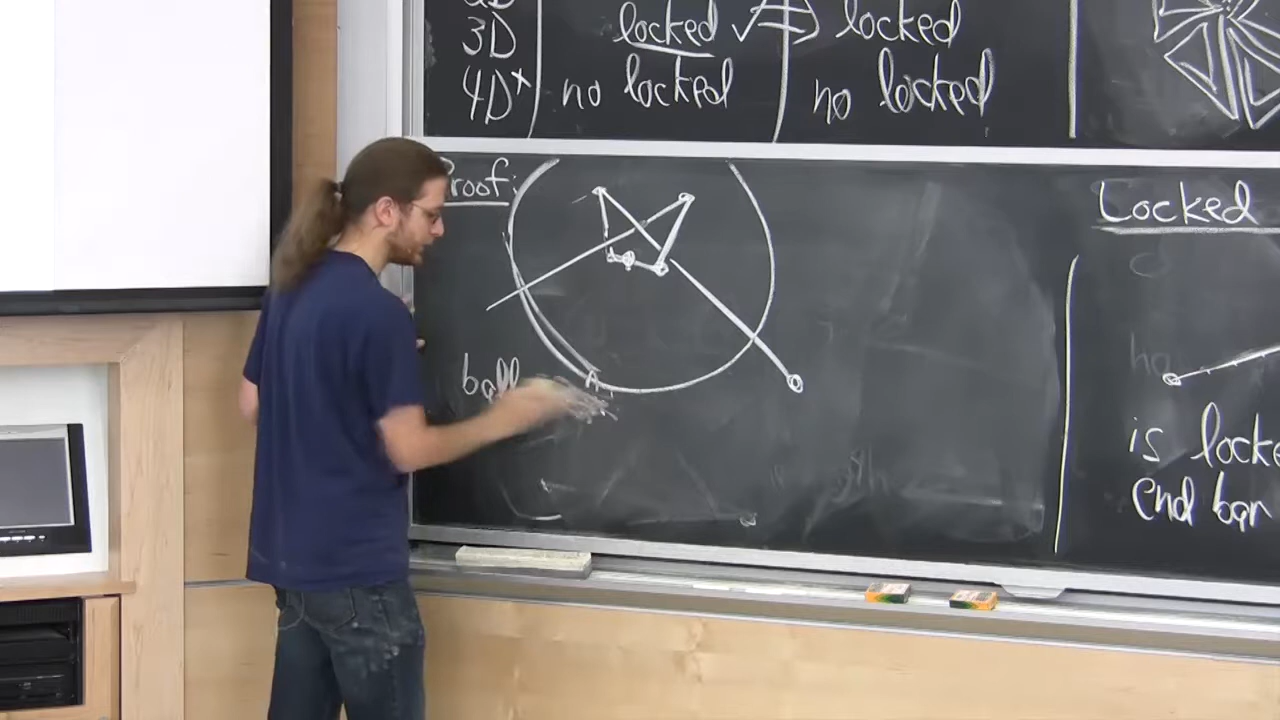 3D locked ⇔ locked
4D+ no locked no locked
Proof:
ball
Locked
is locke
end bar